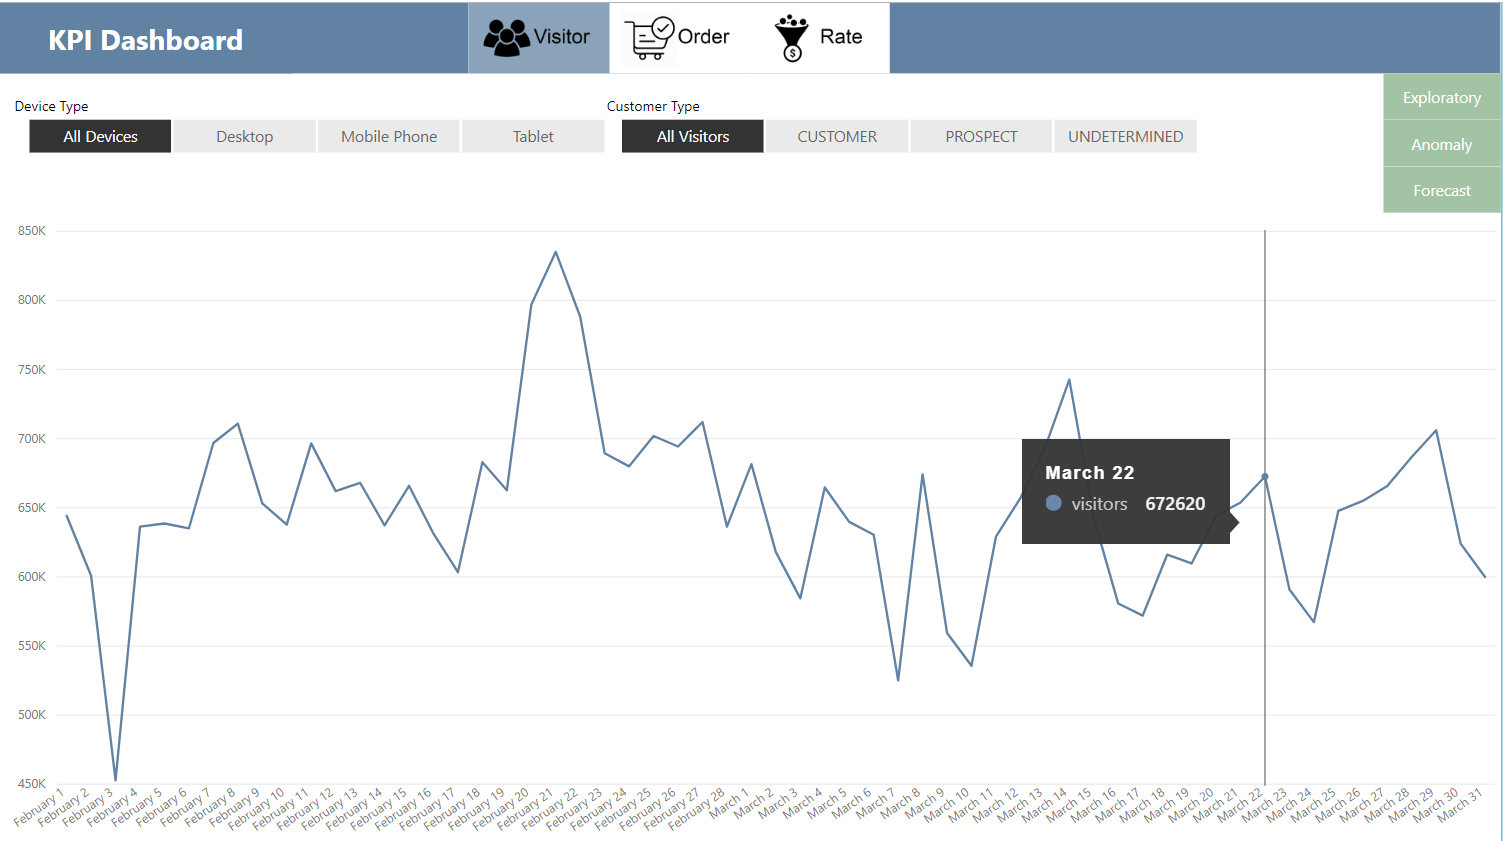 KPI Dashboard
Visitor
Order
$
Rate
Device Type
All Devices
Desktop
Mobile Phone
Tablet
Customer Type
All Visitors
CUSTOMER
PROSPECT
UNDETERMINED
Exploratory
Anomaly
Forecast
850K
800K
750K
700K
650K
600K
550K
500K
450K
March 22
visitors 672620
February 1
February 2
February 3
February 4
February 5
February 6
February 7
February 8
February 9
February 10
February 11
February 12
February 13
February 14
February 15
February 16
February 17
February 18
February 19
February 20
February 21
February 22
February 23
February 24
February 25
February 26
February 27
February 28
March 1
March 2
March 3
March 4
March 5
March 6
March 7
March 8
March 9
March 10
March 11
March 12
March 13
March 14
March 15
March 16
March 17
March 18
March 19
March 20
March 21
March 22
March 23
March 24
March 25
March 26
March 27
March 28
March 29
March 30
March 31